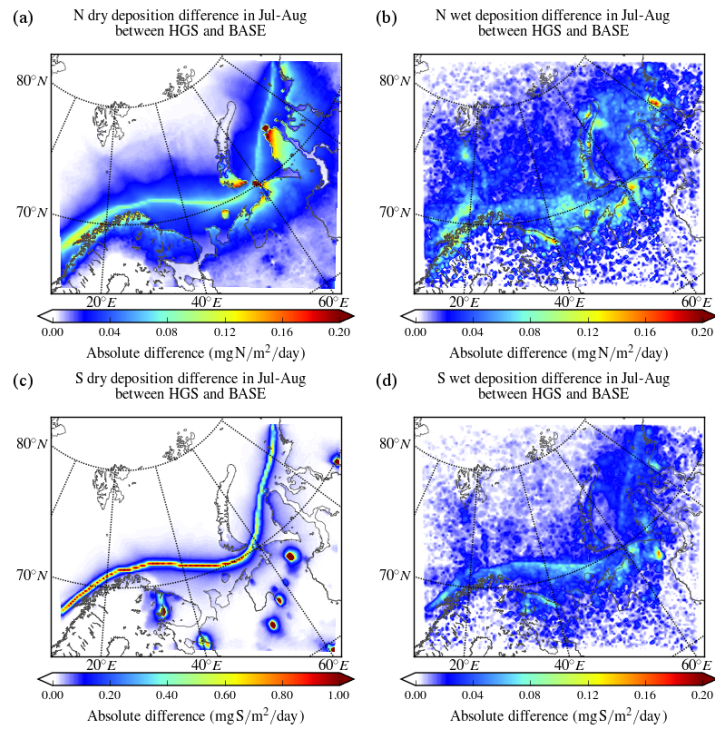 (a) N dry deposition difference in Jul-Aug
between HGS and BASE
80°N
70°N
20°E 40°E 60°E
0.00 0.04 0.08 0.12 0.16 0.20
Absolute difference (mgN/m²/day)
(b) N wet deposition difference in Jul-Aug
between HGS and BASE
80°N
70°N
20°E 40°E 60°E
0.00 0.04 0.08 0.12 0.16 0.20
Absolute difference (mgN/m²/day)
(c) S dry deposition difference in Jul-Aug
between HGS and BASE
80°N
70°N
20°E 40°E 60°E
0.00 0.20 0.40 0.60 0.80 1.00
Absolute difference (mgS/m²/day)
(d) S wet deposition difference in Jul-Aug
between HGS and BASE
80°N
70°N
20°E 40°E 60°E
0.00 0.04 0.08 0.12 0.16 0.20
Absolute difference (mgS/m²/day)